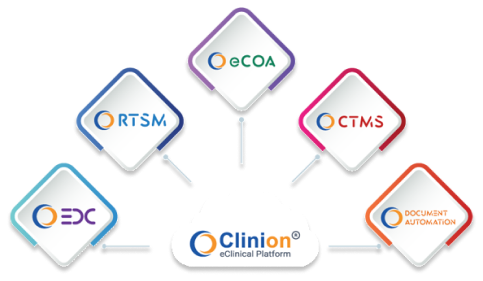 eCOA
RTSM
CTMS
EDC
DOCUMENT
AUTOMATION
Clinion®
eClinical Platform